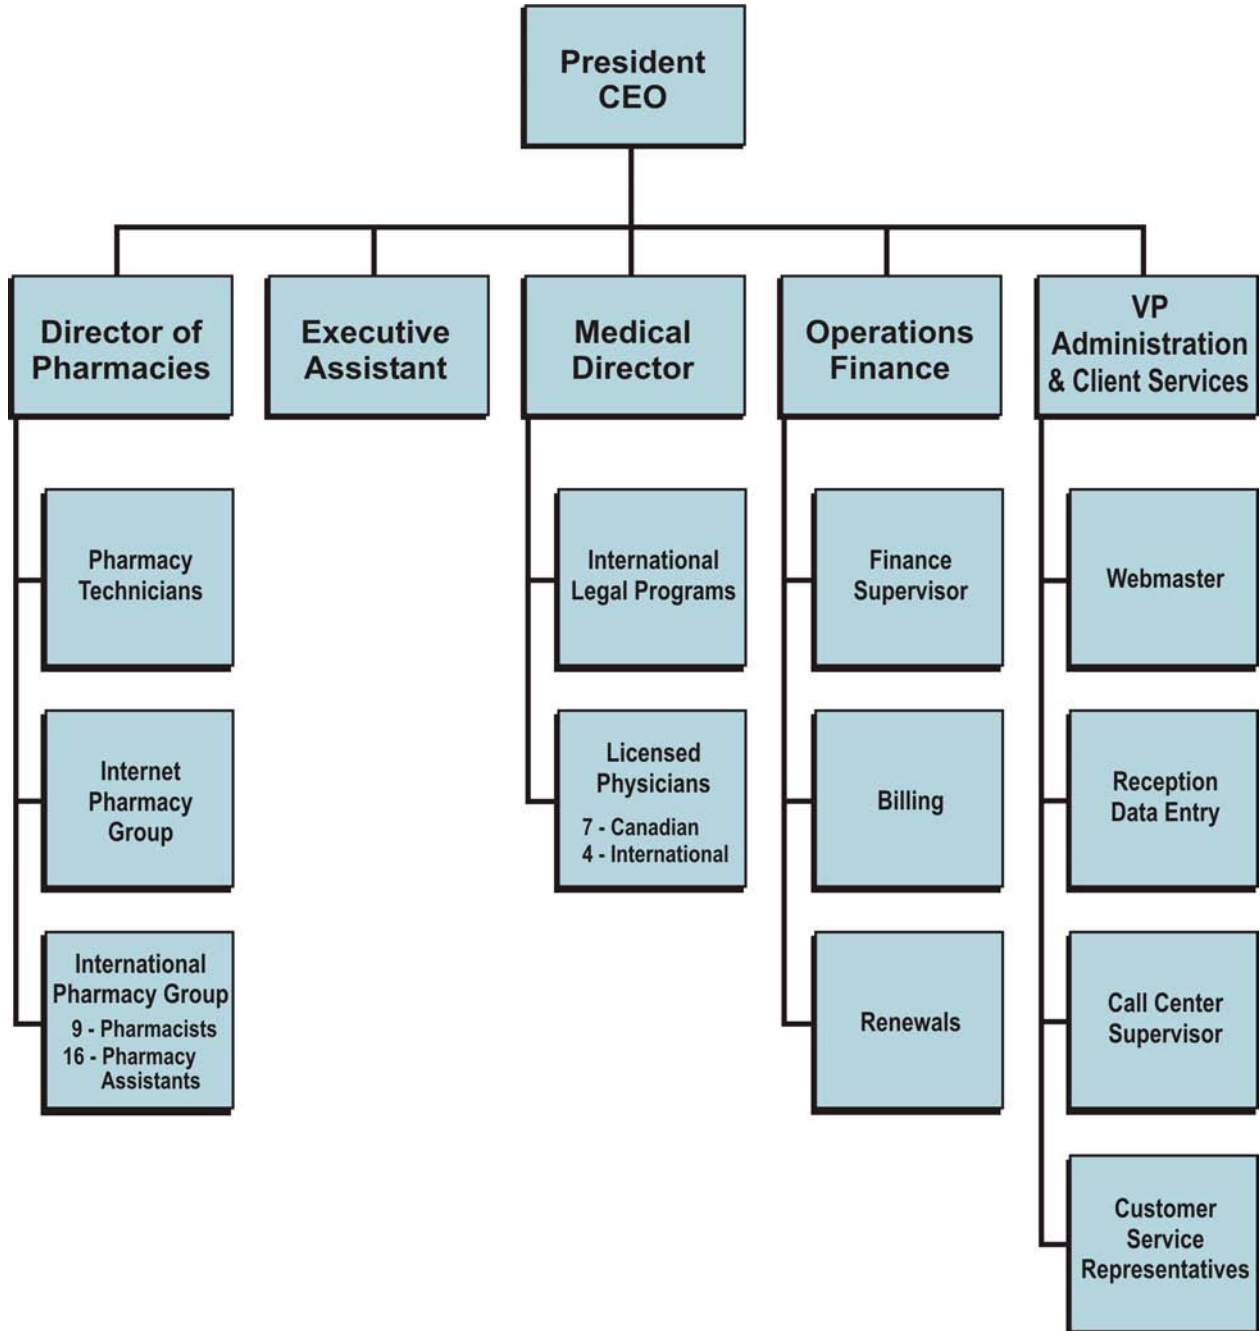 President
CEO
Director of
Pharmacies
Executive
Assistant
Medical
Director
Operations
Finance
VP
Administration
& Client Services
Pharmacy
Technicians
International
Legal Programs
Finance
Supervisor
Webmaster
Internet
Pharmacy
Group
Licensed
Physicians
7 - Canadian
4 - International
Billing
Reception
Data Entry
International
Pharmacy Group
9 - Pharmacists
16 - Pharmacy
Assistants
Renewals
Call Center
Supervisor
Customer
Service
Representatives